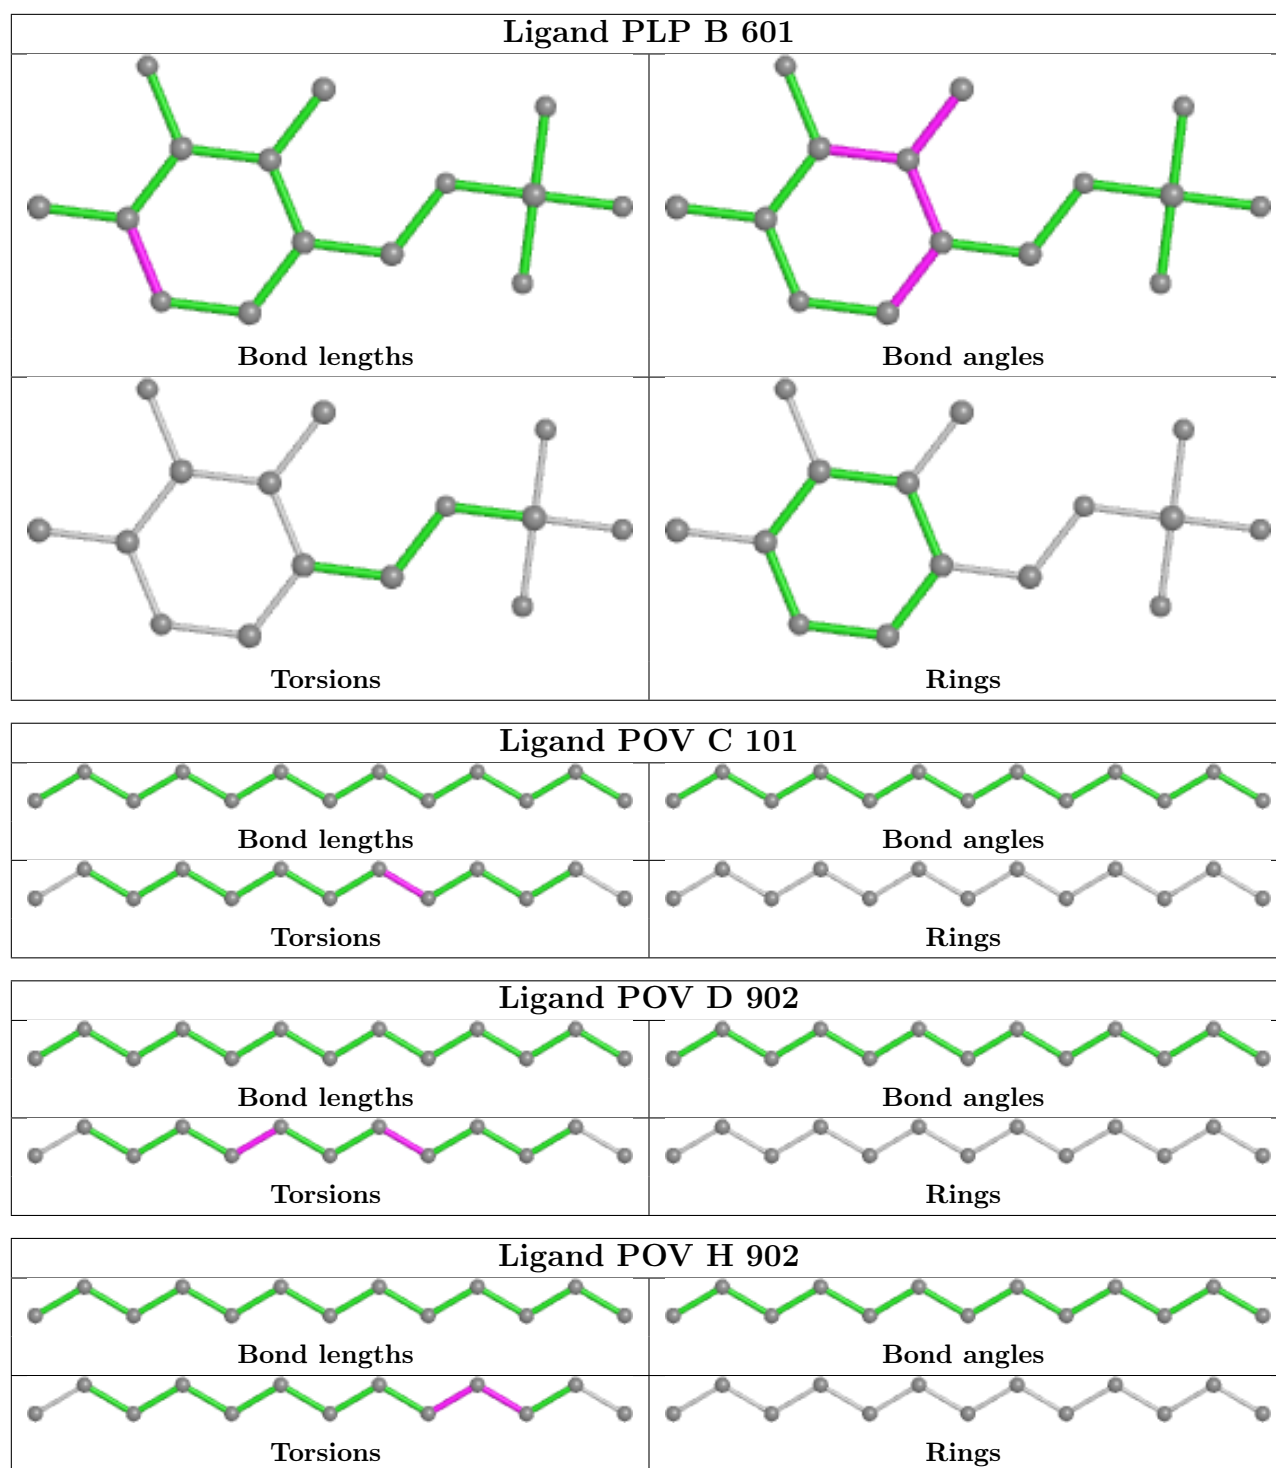 Ligand PLP B 601
Bond lengths
Bond angles
Torsions
Rings
Ligand POV C 101
Bond lengths
Bond angles
Torsions
Rings
Ligand POV D 902
Bond lengths
Bond angles
Torsions
Rings
Ligand POV H 902
Bond lengths
Bond angles
Torsions
Rings